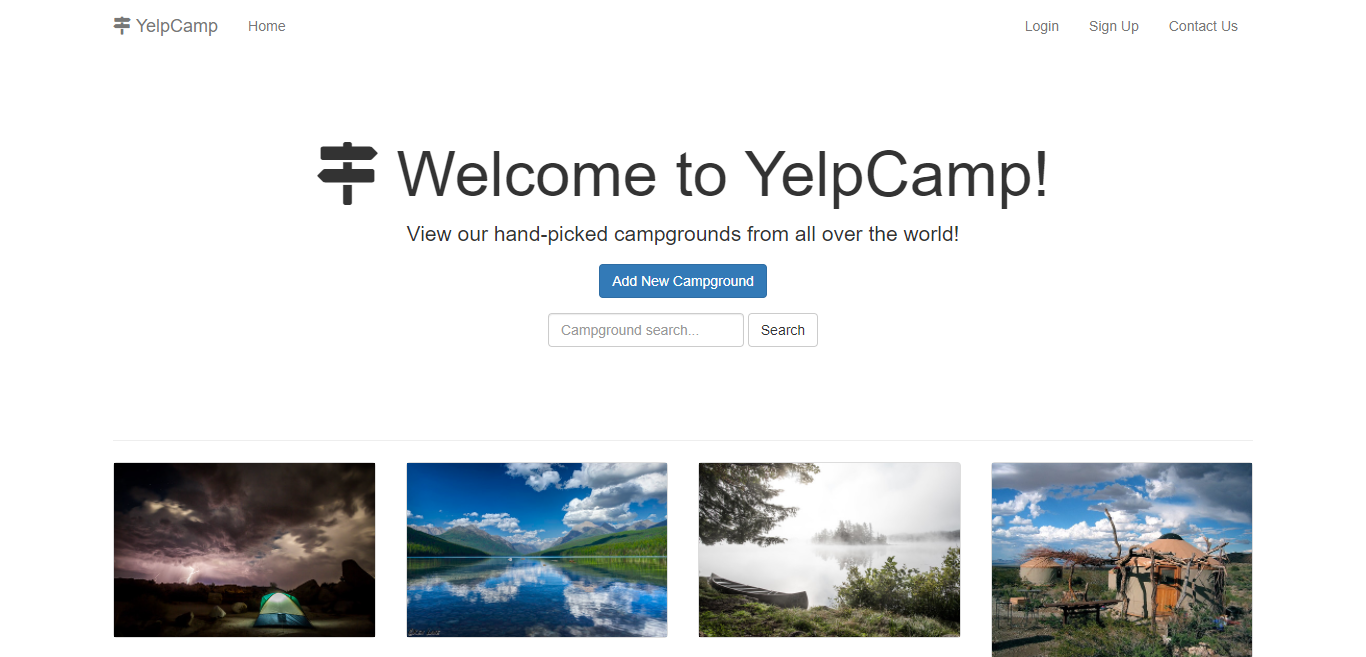 YelpCamp Home Login Sign Up Contact Us
Welcome to YelpCamp!
View our hand-picked campgrounds from all over the world!
Add New Campground
Campground search... Search